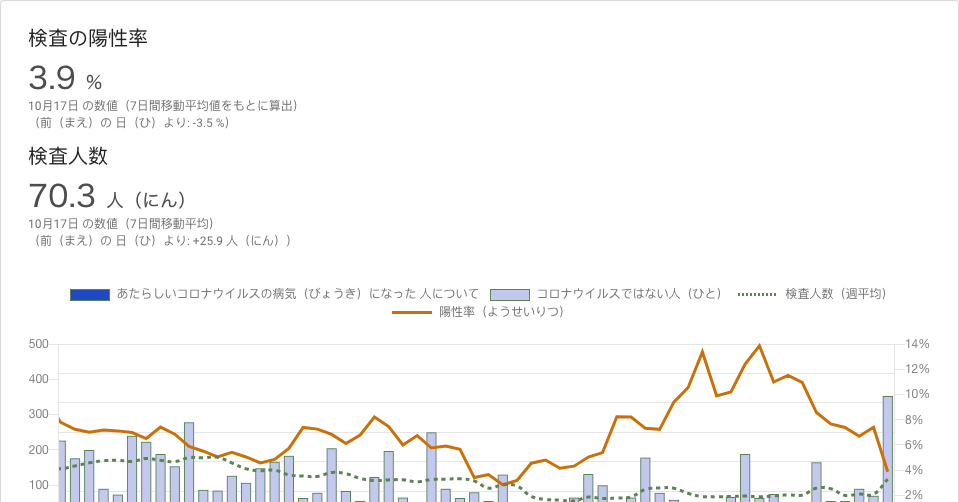 検査の陽性率
3.9 %
10月17日 の数値（7日間移動平均値をもとに算出）
（前（まえ）の 日（ひ）より: -3.5 %）
検査人数
70.3 人（にん）
10月17日 の数値（7日間移動平均）
（前（まえ）の 日（ひ）より: +25.9 人（にん））
あたらしいコロナウイルスの病気（びょうき）になった 人について コロナウイルスではない人（ひと） 検査人数（週平均）
陽性率（ようせいりつ）
500 14%
12%
400
10%
300 8%
200 6%
100 4%
2%